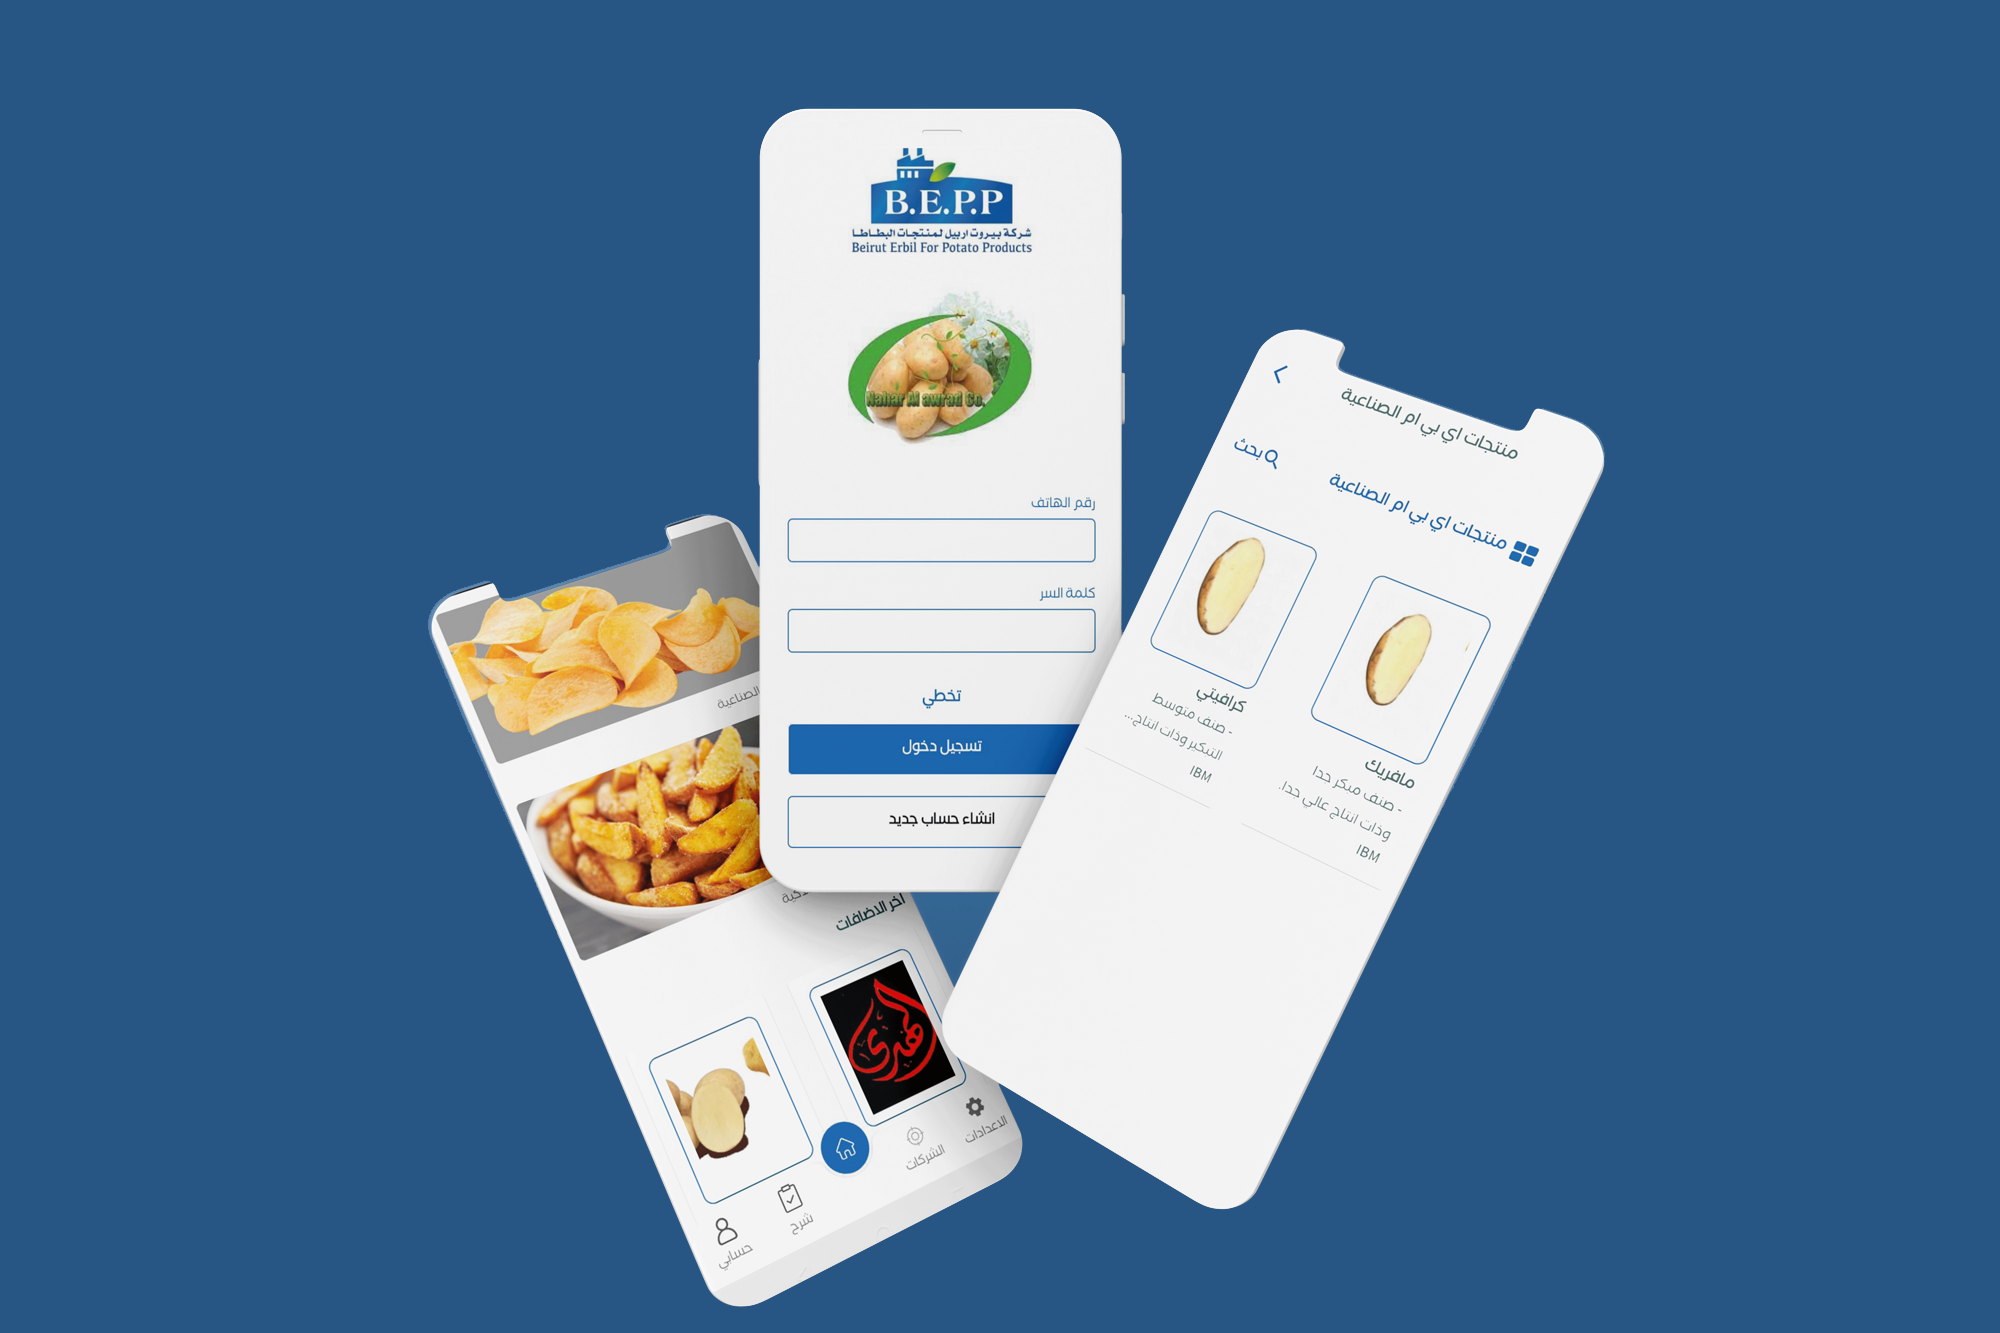 B.E.P.P
شركة بيروت اربيل لمنتجات البطاطا
Beirut Erbil For Potato Products
Nahar Al awrad Co.
رقم الهاتف
كلمة السر
تخطي
تسجيل دخول
انشاء حساب جديد
منتجات اي بي ام الصناعية
بحث
منتجات اي بي ام الصناعية
مافريك
- صنف مبكر جدا
وذات انتاج عالي جدا.
IBM
كرافيتي
- صنف متوسط
التبكير وذات انتاج...
IBM
الصناعية
اخر الاضافات
المهدي
الاعدادات
الشركات
شرح
حسابي